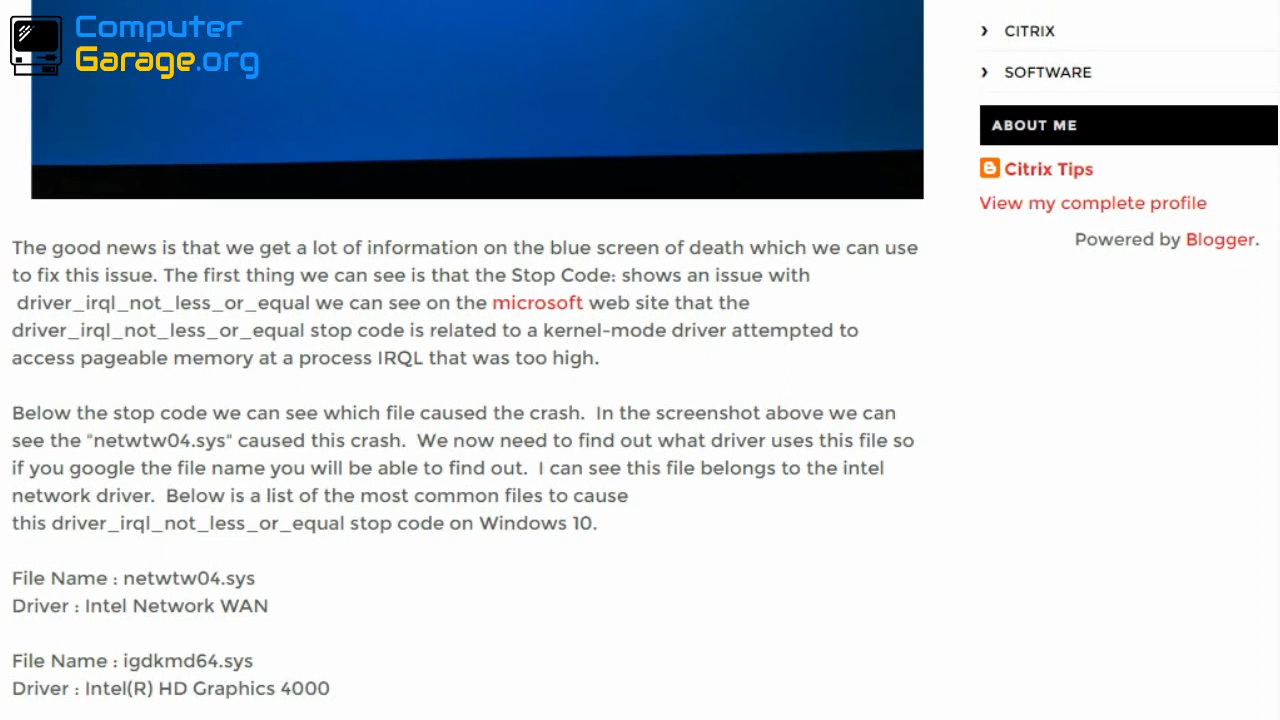 Computer
Garage.org
CITRIX
SOFTWARE
ABOUT ME
Citrix Tips
View my complete profile
Powered by Blogger.
The good news is that we get a lot of information on the blue screen of death which we can use
to fix this issue. The first thing we can see is that the Stop Code: shows an issue with
driver_irql_not_less_or_equal we can see on the microsoft web site that the
driver_irql_not_less_or_equal stop code is related to a kernel-mode driver attempted to
access pageable memory at a process IRQL that was too high.
Below the stop code we can see which file caused the crash.  In the screenshot above we can
see the "netwtw04.sys" caused this crash.  We now need to find out what driver uses this file so
if you google the file name you will be able to find out.  I can see this file belongs to the intel
network driver.  Below is a list of the most common files to cause
this driver_irql_not_less_or_equal stop code on Windows 10.
File Name : netwtw04.sys
Driver : Intel Network WAN
File Name : igdkmd64.sys
Driver : Intel(R) HD Graphics 4000